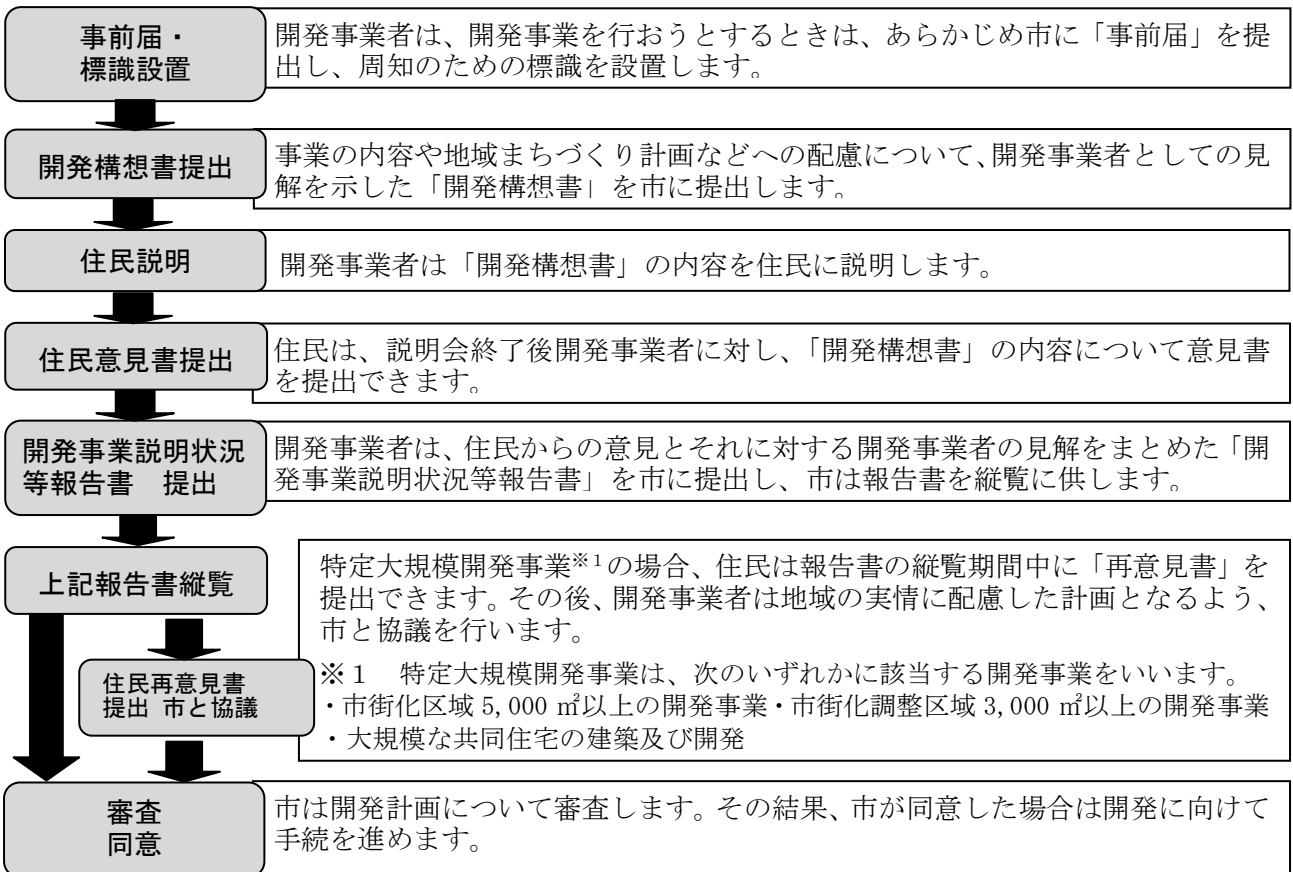 事前届・
標識設置
開発事業者は、開発事業を行おうとするときは、あらかじめ市に「事前届」を提
出し、周知のための標識を設置します。
開発構想書提出
事業の内容や地域まちづくり計画などへの配慮について、開発事業者としての見
解を示した「開発構想書」を市に提出します。
住民説明
開発事業者は「開発構想書」の内容を住民に説明します。
住民意見書提出
住民は、説明会終了後開発事業者に対し、「開発構想書」の内容について意見書
を提出できます。
開発事業説明状況
等報告書　提出
開発事業者は、住民からの意見とそれに対する開発事業者の見解をまとめた「開
発事業説明状況等報告書」を市に提出し、市は報告書を縦覧に供します。
上記報告書縦覧
特定大規模開発事業※1の場合、住民は報告書の縦覧期間中に「再意見書」を
提出できます。その後、開発事業者は地域の実情に配慮した計画となるよう、
市と協議を行います。
※１　特定大規模開発事業は、次のいずれかに該当する開発事業をいいます。
・市街化区域 5,000 ㎡以上の開発事業・市街化調整区域 3,000 ㎡以上の開発事業
・大規模な共同住宅の建築及び開発
住民再意見書
提出 市と協議
審査
同意
市は開発計画について審査します。その結果、市が同意した場合は開発に向けて
手続を進めます。